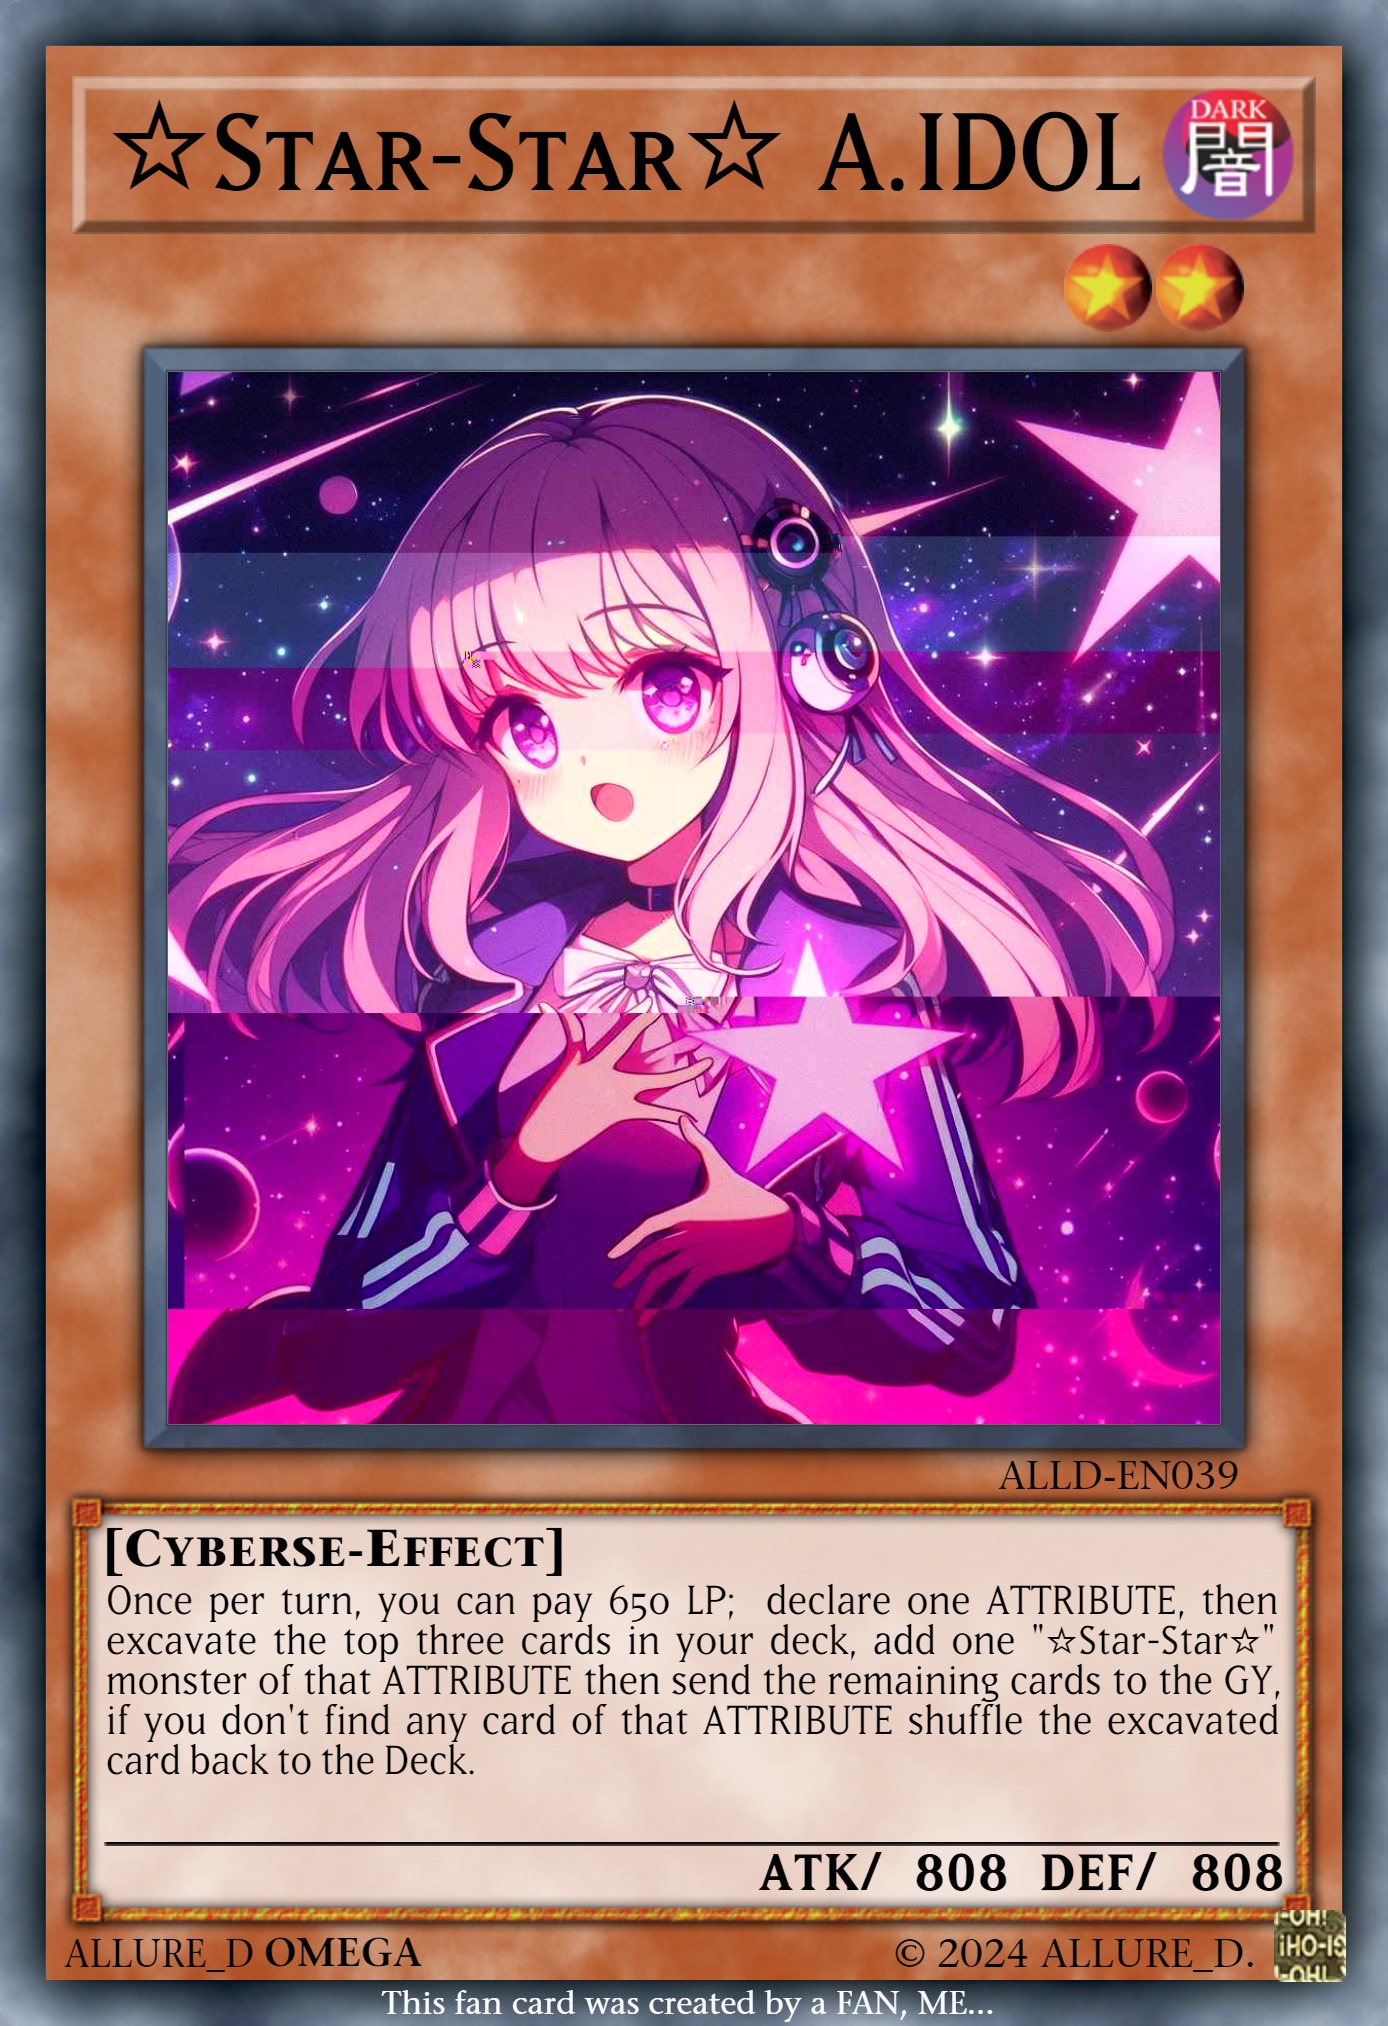 ☆Star-Star☆ A.IDOL
DARK
闇
ALLD-EN039
[Cyberse-Effect]
Once per turn, you can pay 650 LP; declare one ATTRIBUTE, then
excavate the top three cards in your deck, add one "☆Star-Star☆"
monster of that ATTRIBUTE then send the remaining cards to the GY,
if you don't find any card of that ATTRIBUTE shuffle the excavated
card back to the Deck.
ATK/ 808 DEF/ 808
ALLURE_D OMEGA
© 2024 ALLURE_D.
This fan card was created by a FAN, ME...